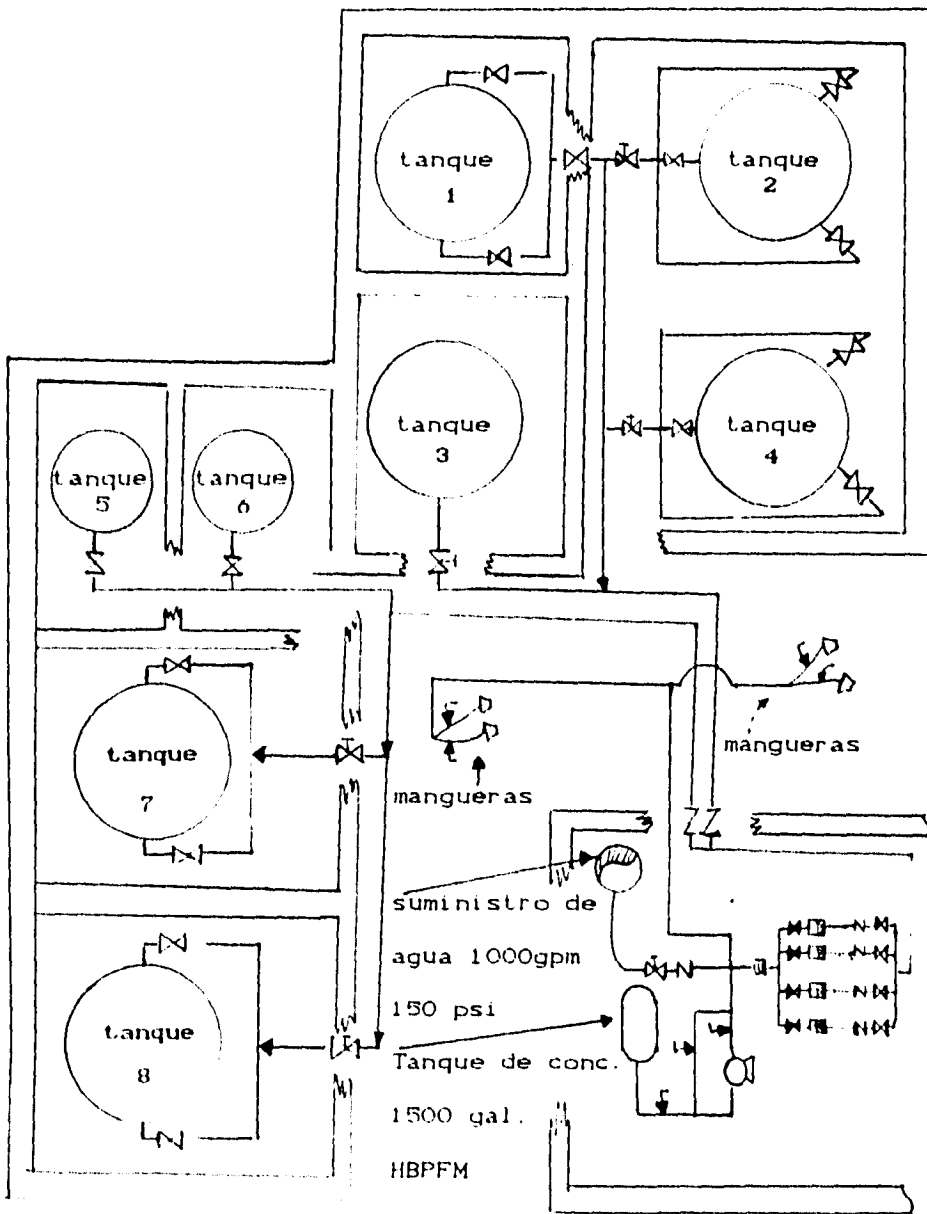 tanque
1
tanque
2
tanque
3
tanque
4
tanque
5
tanque
6
mangueras
mangueras
tanque
7
suministro de
agua 1000gpm
150 psi
tanque
8
Tanque de conc.
1500 gal.
HBPFM